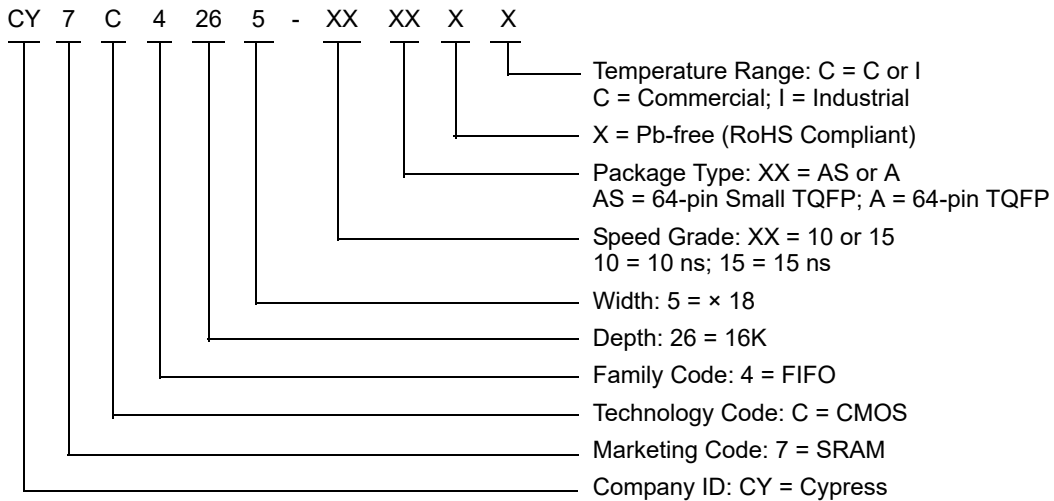 CY 7 C 4 26 5 - XX XX X X
Temperature Range: C = C or I
C = Commercial; I = Industrial
X = Pb-free (RoHS Compliant)
Package Type: XX = AS or A
AS = 64-pin Small TQFP; A = 64-pin TQFP
Speed Grade: XX = 10 or 15
10 = 10 ns; 15 = 15 ns
Width: 5 = × 18
Depth: 26 = 16K
Family Code: 4 = FIFO
Technology Code: C = CMOS
Marketing Code: 7 = SRAM
Company ID: CY = Cypress